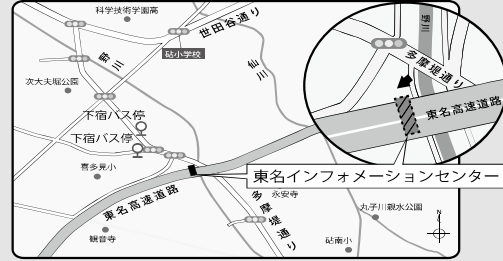 科学技術学園高
世田谷通り
砧小学校
野川
仙川
次大夫堀公園
下宿バス停
下宿バス停
喜多見小
東名高速道路
観音寺
東名インフォメーションセンター
多摩堤通り
永安寺
丸子川親水公園
砧南小
N
野川
多摩堤通り
東名高速道路